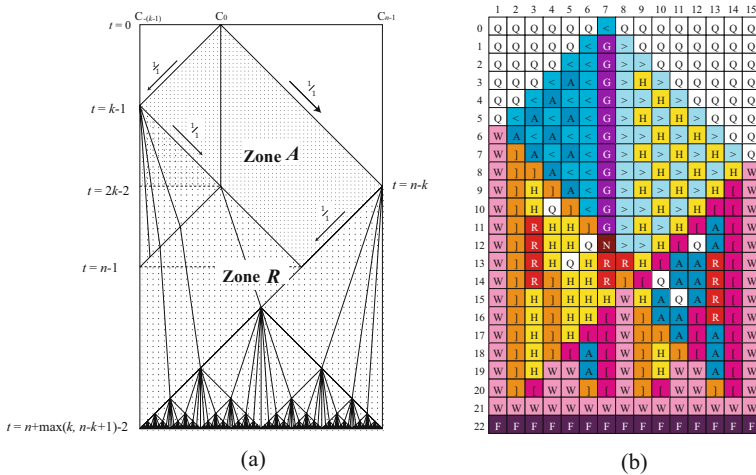 C-(k-1) C0 Cn-1
t = 0
1/1
1/1
t = k-1
1/1
Zone A
t = 2k-2
t = n-k
1/1
t = n-1
Zone R
t = n+max(k, n-k+1)-2
(a)
1 2 3 4 5 6 7 8 9 10 11 12 13 14 15
0 Q Q Q Q Q Q < Q Q Q Q Q Q Q Q
1 Q Q Q Q Q < G > Q Q Q Q Q Q Q
2 Q Q Q Q < < G > > Q Q Q Q Q Q
3 Q Q Q < A < G > H > Q Q Q Q Q
4 Q Q < A < < G > > H > Q Q Q Q
5 Q < A < A < G > H > H > Q Q Q
6 W A < A < < G > > H > H > Q Q
7 W ] A < A < G > H > H > H > Q
8 W ] ] A < < G > > H > H > H W
9 W ] H ] A < G > H > H > H [ W
10 W ] H Q ] < G > > H > H [ [ W
11 W ] R H H ] G > H > H [ A [ W
12 W ] R H H Q N > > H [ Q A [ W
13 W ] R H Q H R R H [ A A R [ W
14 W ] R ] H H R ] [ Q A A R [ W
15 W ] H ] H H H W H A Q A R [ W
16 W ] H ] H H [ W ] A A [ R [ W
17 W ] H ] H [ [ W ] ] A [ A [ W
18 W ] H ] [ A [ W ] H ] [ A [ W
19 W ] H W W A [ W ] H W W A [ W
20 W ] [ W W ] [ W ] [ W W ] [ W
21 W W W W W W W W W W W W W W W
22 F F F F F F F F F F F F F F F
(b)